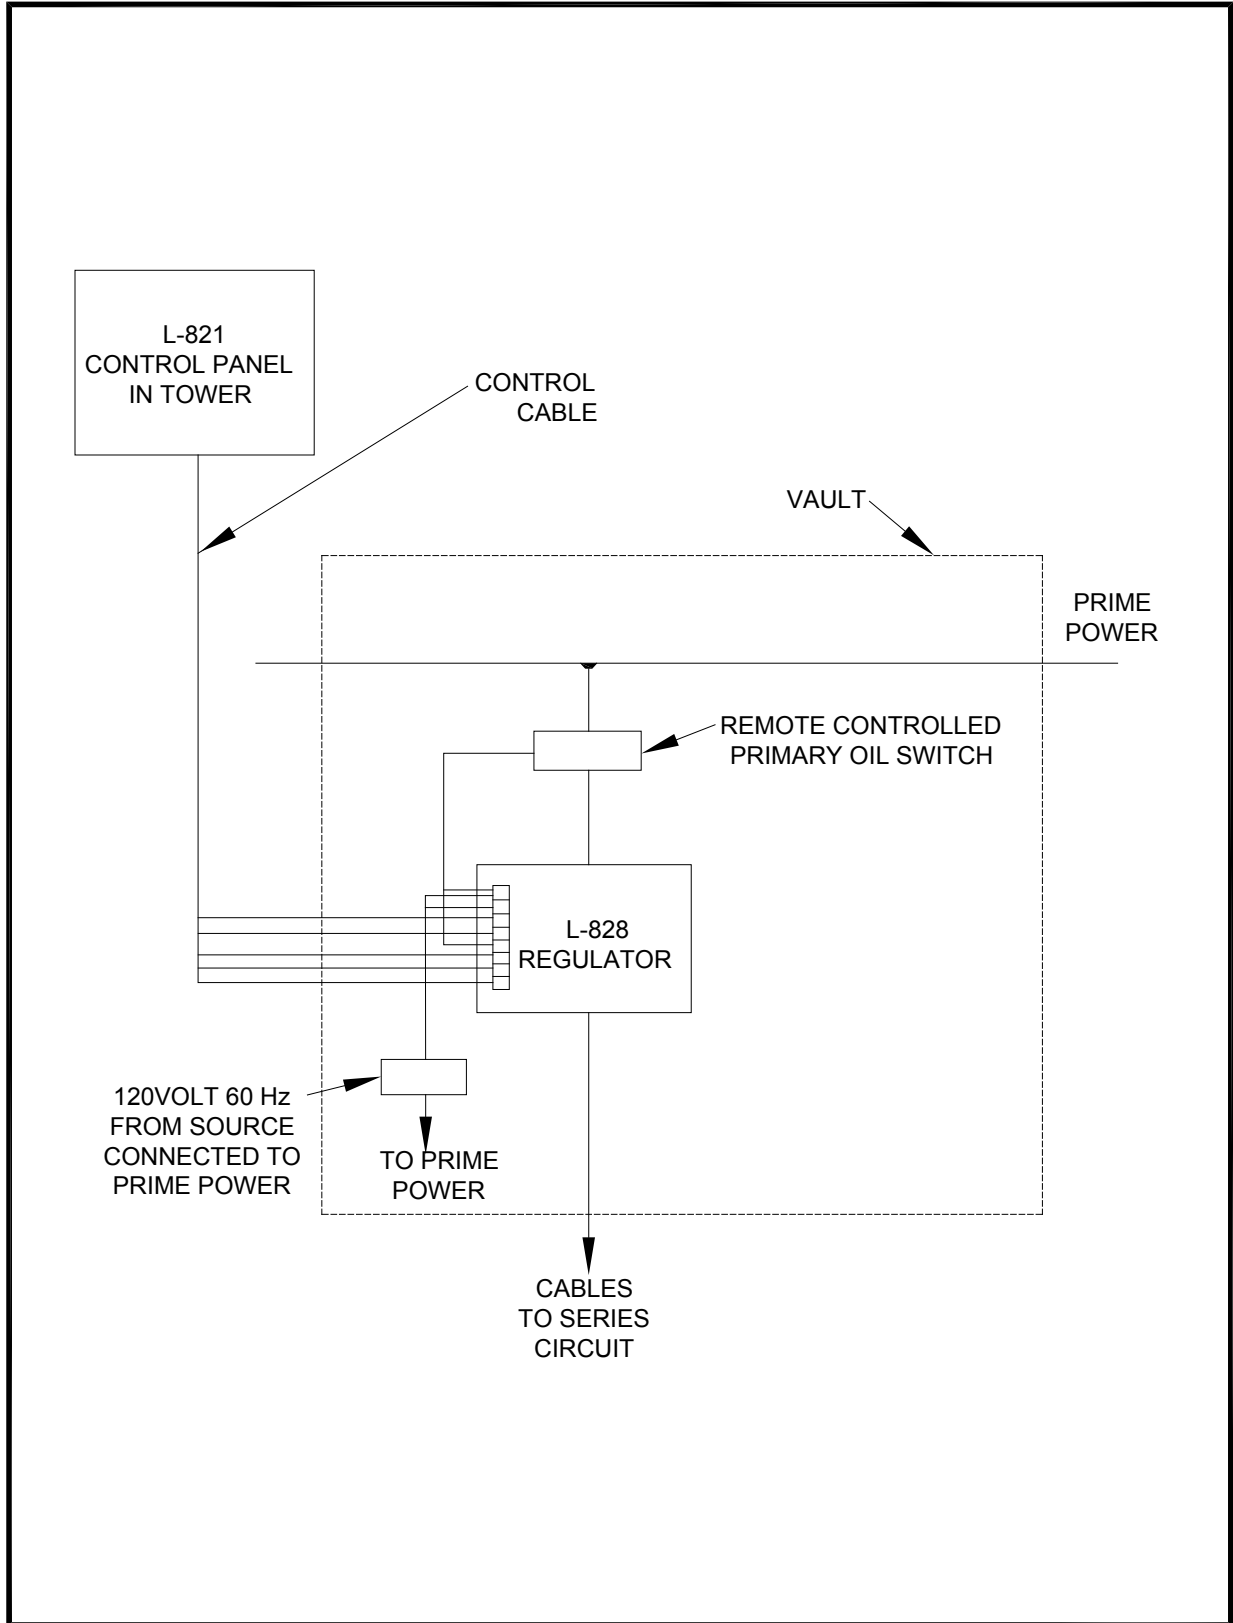 L-821
CONTROL PANEL
IN TOWER
CONTROL
CABLE
VAULT
PRIME
POWER
REMOTE CONTROLLED
PRIMARY OIL SWITCH
L-828
REGULATOR
120VOLT 60 Hz
FROM SOURCE
CONNECTED TO
PRIME POWER
TO PRIME
POWER
CABLES
TO SERIES
CIRCUIT